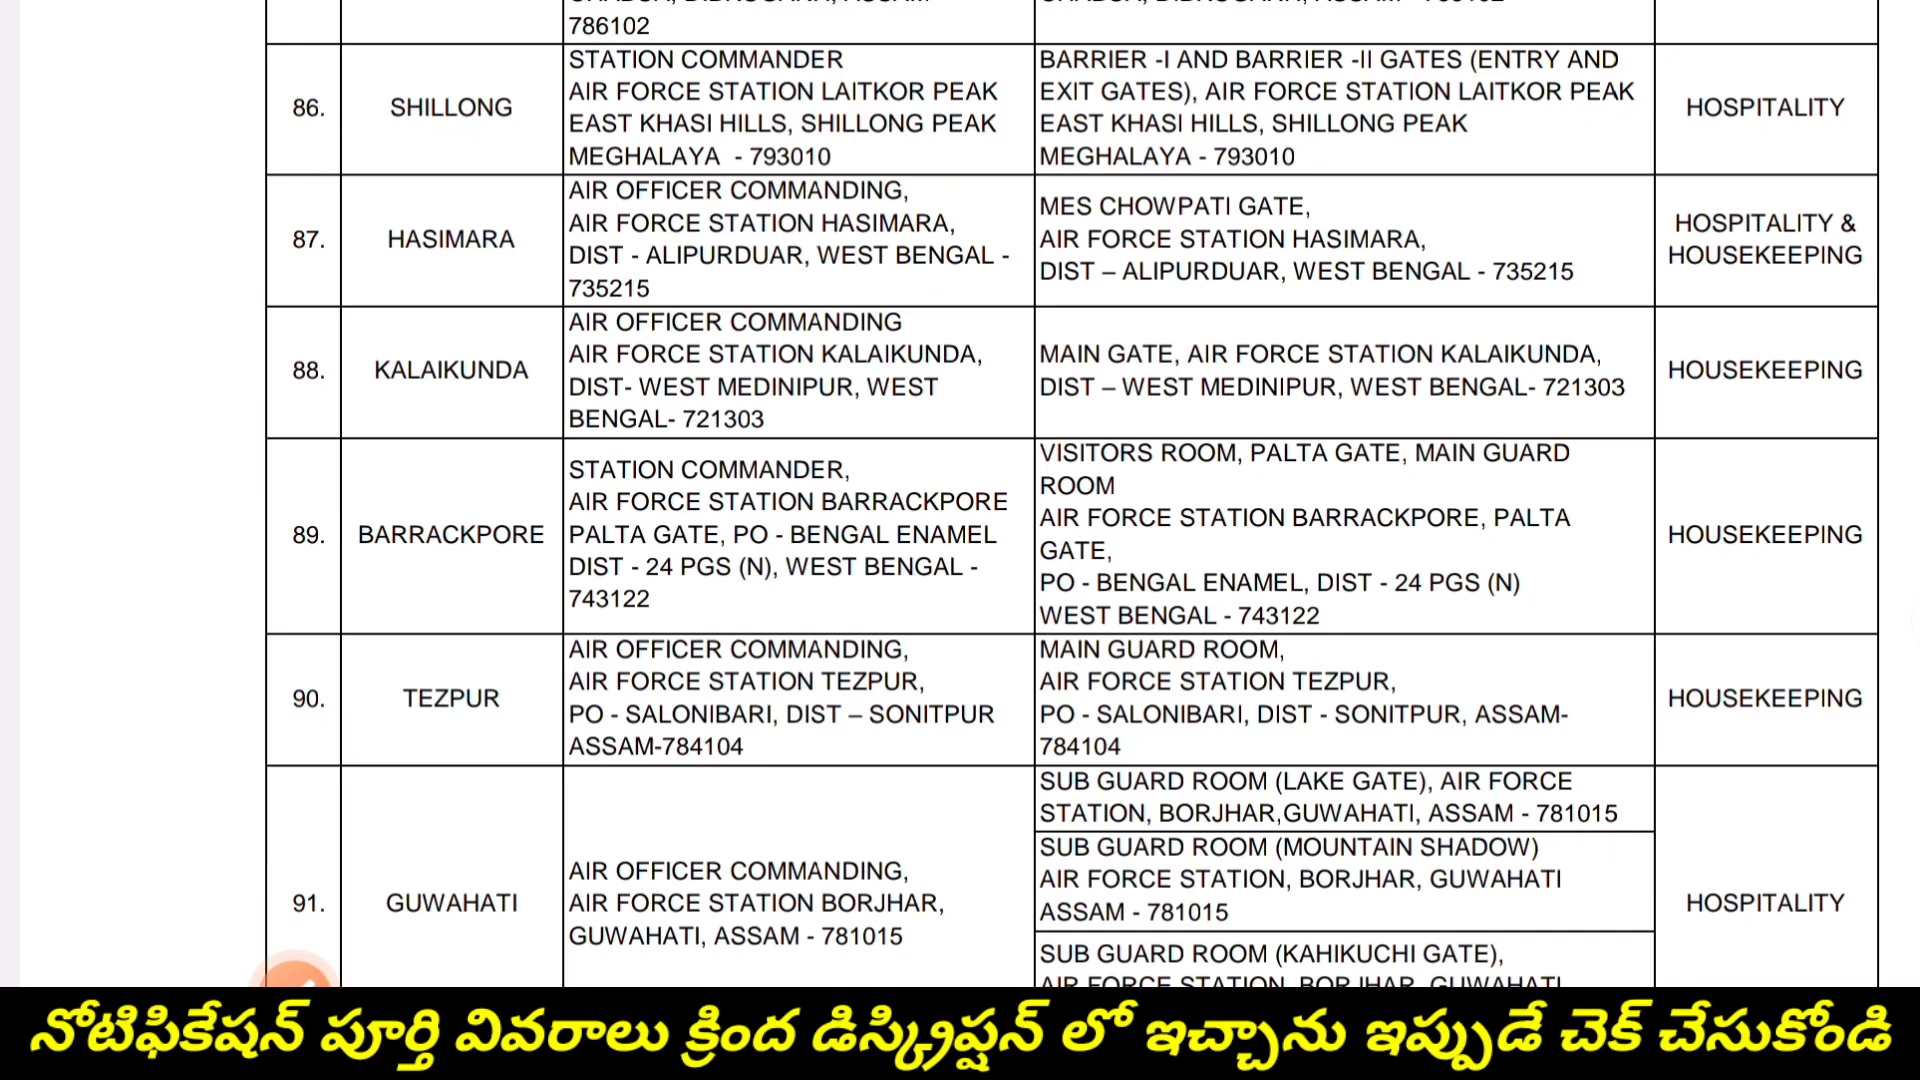 786102
86.
SHILLONG
STATION COMMANDER
AIR FORCE STATION LAITKOR PEAK
EAST KHASI HILLS, SHILLONG PEAK
MEGHALAYA - 793010
BARRIER -I AND BARRIER -II GATES (ENTRY AND
EXIT GATES), AIR FORCE STATION LAITKOR PEAK
EAST KHASI HILLS, SHILLONG PEAK
MEGHALAYA - 793010
HOSPITALITY
87.
HASIMARA
AIR OFFICER COMMANDING,
AIR FORCE STATION HASIMARA,
DIST - ALIPURDUAR, WEST BENGAL -
735215
MES CHOWPATI GATE,
AIR FORCE STATION HASIMARA,
DIST – ALIPURDUAR, WEST BENGAL - 735215
HOSPITALITY &
HOUSEKEEPING
88.
KALAIKUNDA
AIR OFFICER COMMANDING
AIR FORCE STATION KALAIKUNDA,
DIST- WEST MEDINIPUR, WEST
BENGAL- 721303
MAIN GATE, AIR FORCE STATION KALAIKUNDA,
DIST – WEST MEDINIPUR, WEST BENGAL- 721303
HOUSEKEEPING
89.
BARRACKPORE
STATION COMMANDER,
AIR FORCE STATION BARRACKPORE
PALTA GATE, PO - BENGAL ENAMEL
DIST - 24 PGS (N), WEST BENGAL -
743122
VISITORS ROOM, PALTA GATE, MAIN GUARD
ROOM
AIR FORCE STATION BARRACKPORE, PALTA
GATE,
PO - BENGAL ENAMEL, DIST - 24 PGS (N)
WEST BENGAL - 743122
HOUSEKEEPING
90.
TEZPUR
AIR OFFICER COMMANDING,
AIR FORCE STATION TEZPUR,
PO - SALONIBARI, DIST – SONITPUR
ASSAM-784104
MAIN GUARD ROOM,
AIR FORCE STATION TEZPUR,
PO - SALONIBARI, DIST - SONITPUR, ASSAM-
784104
HOUSEKEEPING
91.
GUWAHATI
AIR OFFICER COMMANDING,
AIR FORCE STATION BORJHAR,
GUWAHATI, ASSAM - 781015
SUB GUARD ROOM (LAKE GATE), AIR FORCE
STATION, BORJHAR,GUWAHATI, ASSAM - 781015
SUB GUARD ROOM (MOUNTAIN SHADOW)
AIR FORCE STATION, BORJHAR, GUWAHATI
ASSAM - 781015
SUB GUARD ROOM (KAHIKUCHI GATE),
AIR FORCE STATION, BORJHAR, GUWAHATI
HOSPITALITY
నోటిఫికేషన్ పూర్తి వివరాలు క్రింద డిస్క్రిప్షన్ లో ఇచ్చాను ఇప్పుడే చెక్ చేసుకోండి